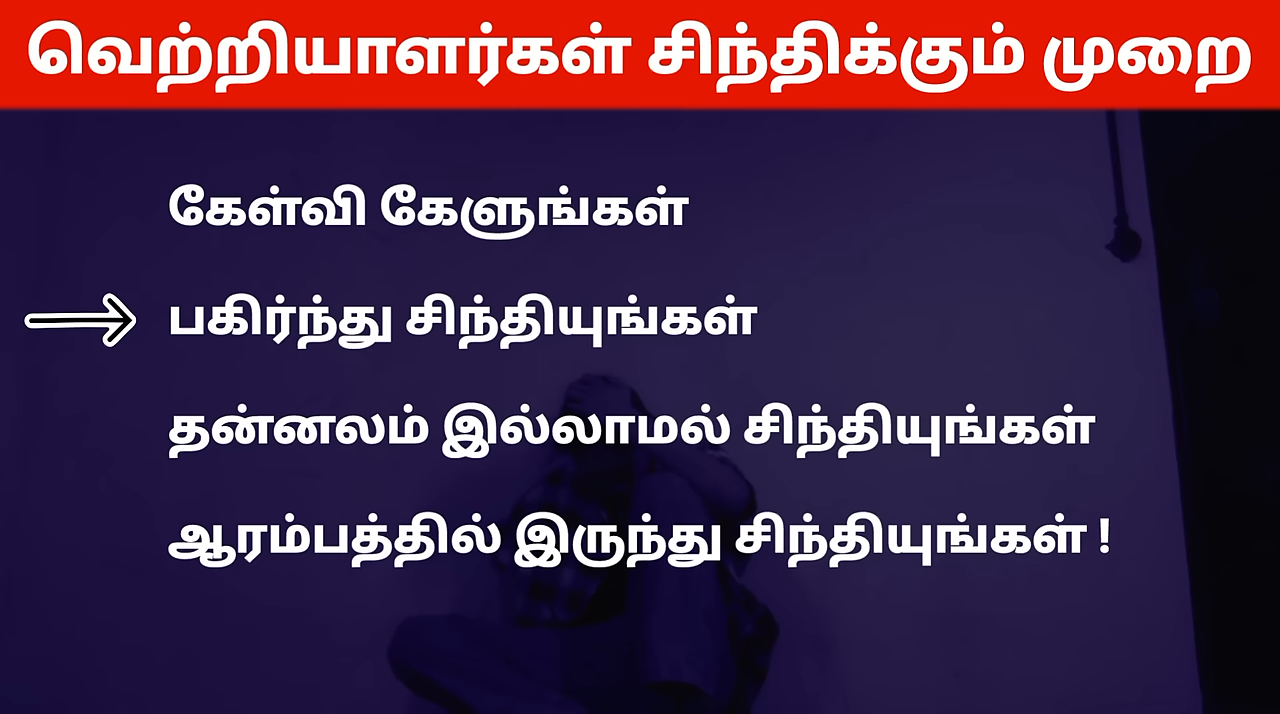 வெற்றியாளர்கள் சிந்திக்கும் முறை
கேள்வி கேளுங்கள்
பகிர்ந்து சிந்தியுங்கள்
தன்னலம் இல்லாமல் சிந்தியுங்கள்
ஆரம்பத்தில் இருந்து சிந்தியுங்கள் !